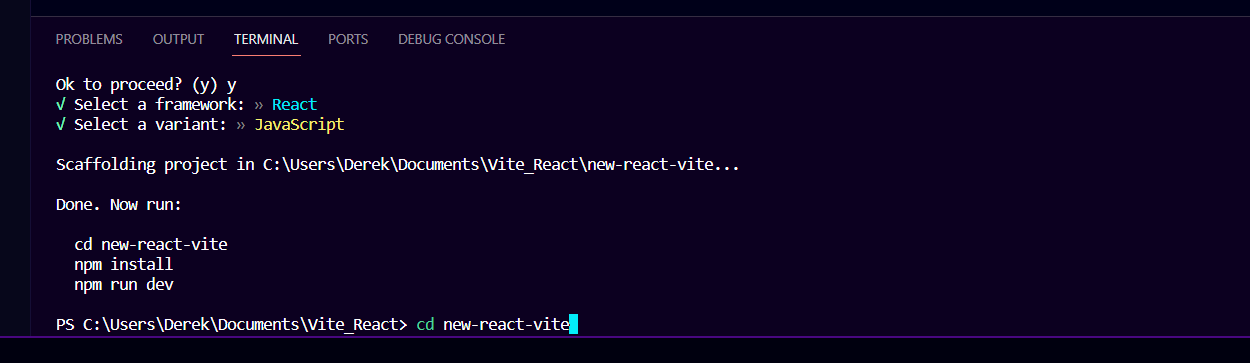 PROBLEMS OUTPUT TERMINAL PORTS DEBUG CONSOLE
Ok to proceed? (y) y
√ Select a framework: » React
√ Select a variant: » JavaScript
Scaffolding project in C:\Users\Derek\Documents\Vite_React\new-react-vite...
Done. Now run:
cd new-react-vite
npm install
npm run dev
PS C:\Users\Derek\Documents\Vite_React> cd new-react-vite